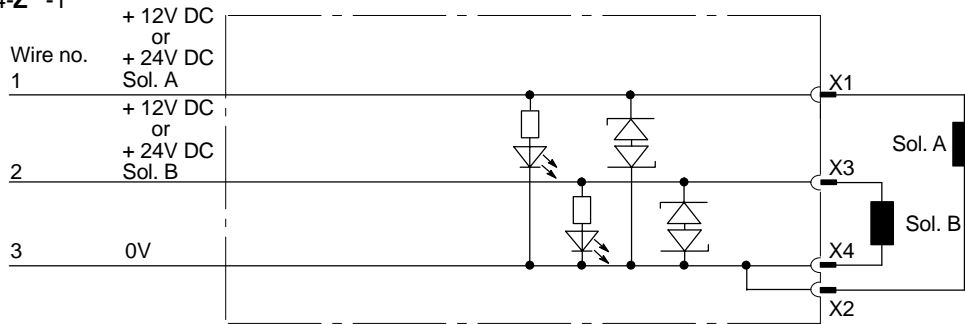 + 12V DC
or
Wire no. + 24V DC
1 Sol. A X1
+ 12V DC
or
+ 24V DC Sol. A
2 Sol. B X3
Sol. B
3 0V X4
X2